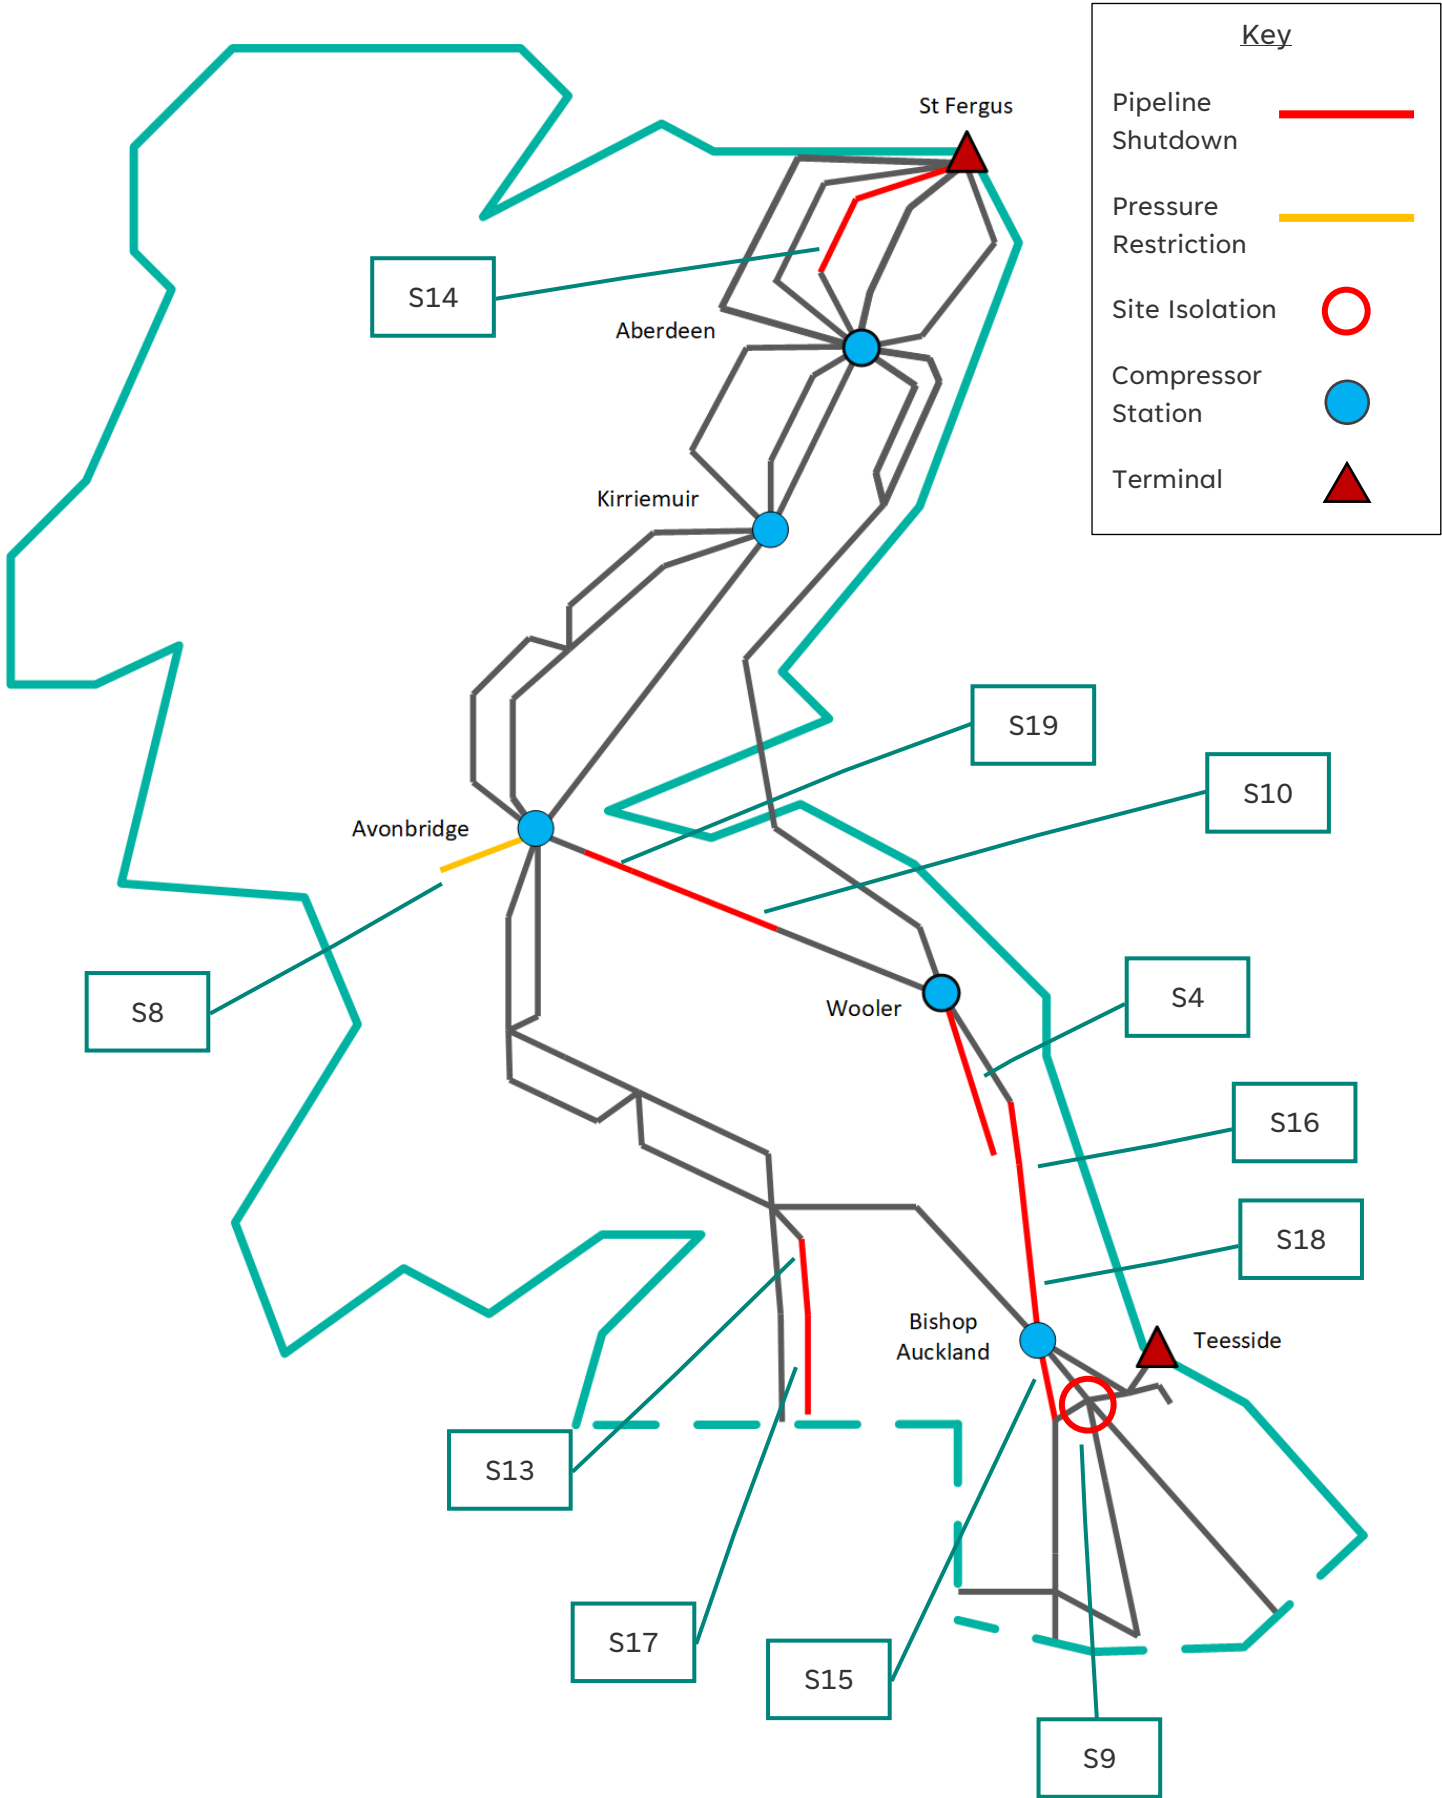 Key
Pipeline
Shutdown
Pressure
Restriction
Site Isolation
Compressor
Station
Terminal
St Fergus
S14
Aberdeen
Kirriemuir
S19
S10
Avonbridge
S8
S4
Wooler
S16
S18
Bishop
Auckland
Teesside
S13
S17
S15
S9